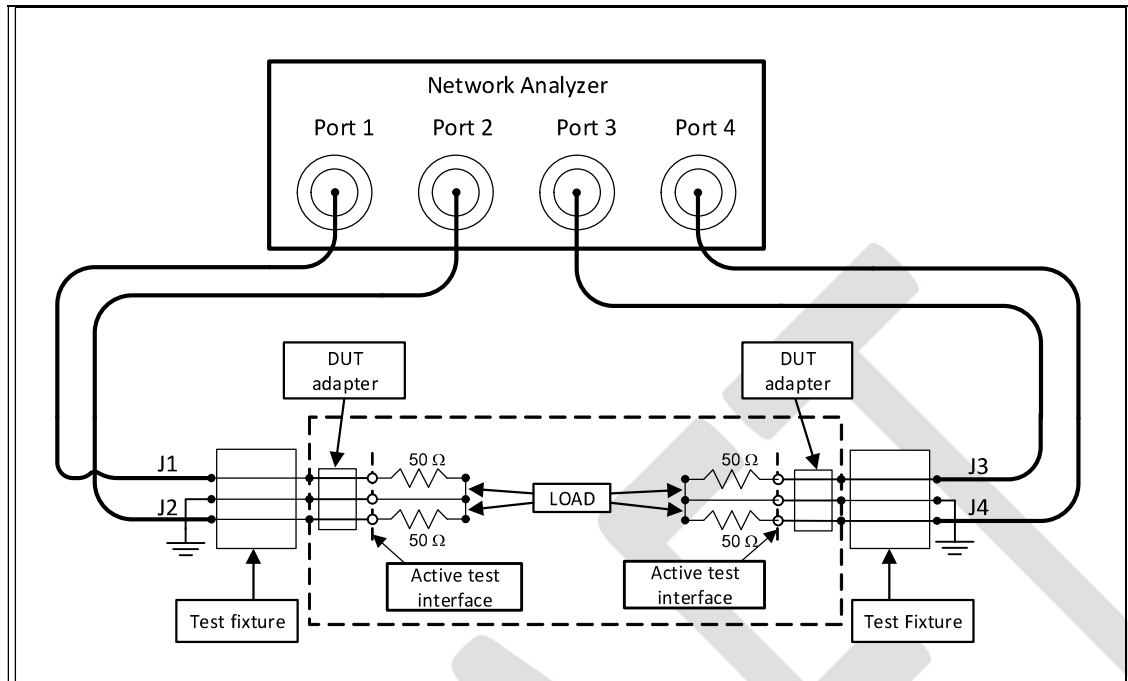 Network Analyzer
Port 1 Port 2 Port 3 Port 4
DUT
adapter
DUT
adapter
J1
50 Ω
50 Ω
J3
LOAD
J2
J4
50 Ω
50 Ω
Active test
interface
Active test
interface
Test fixture
Test Fixture